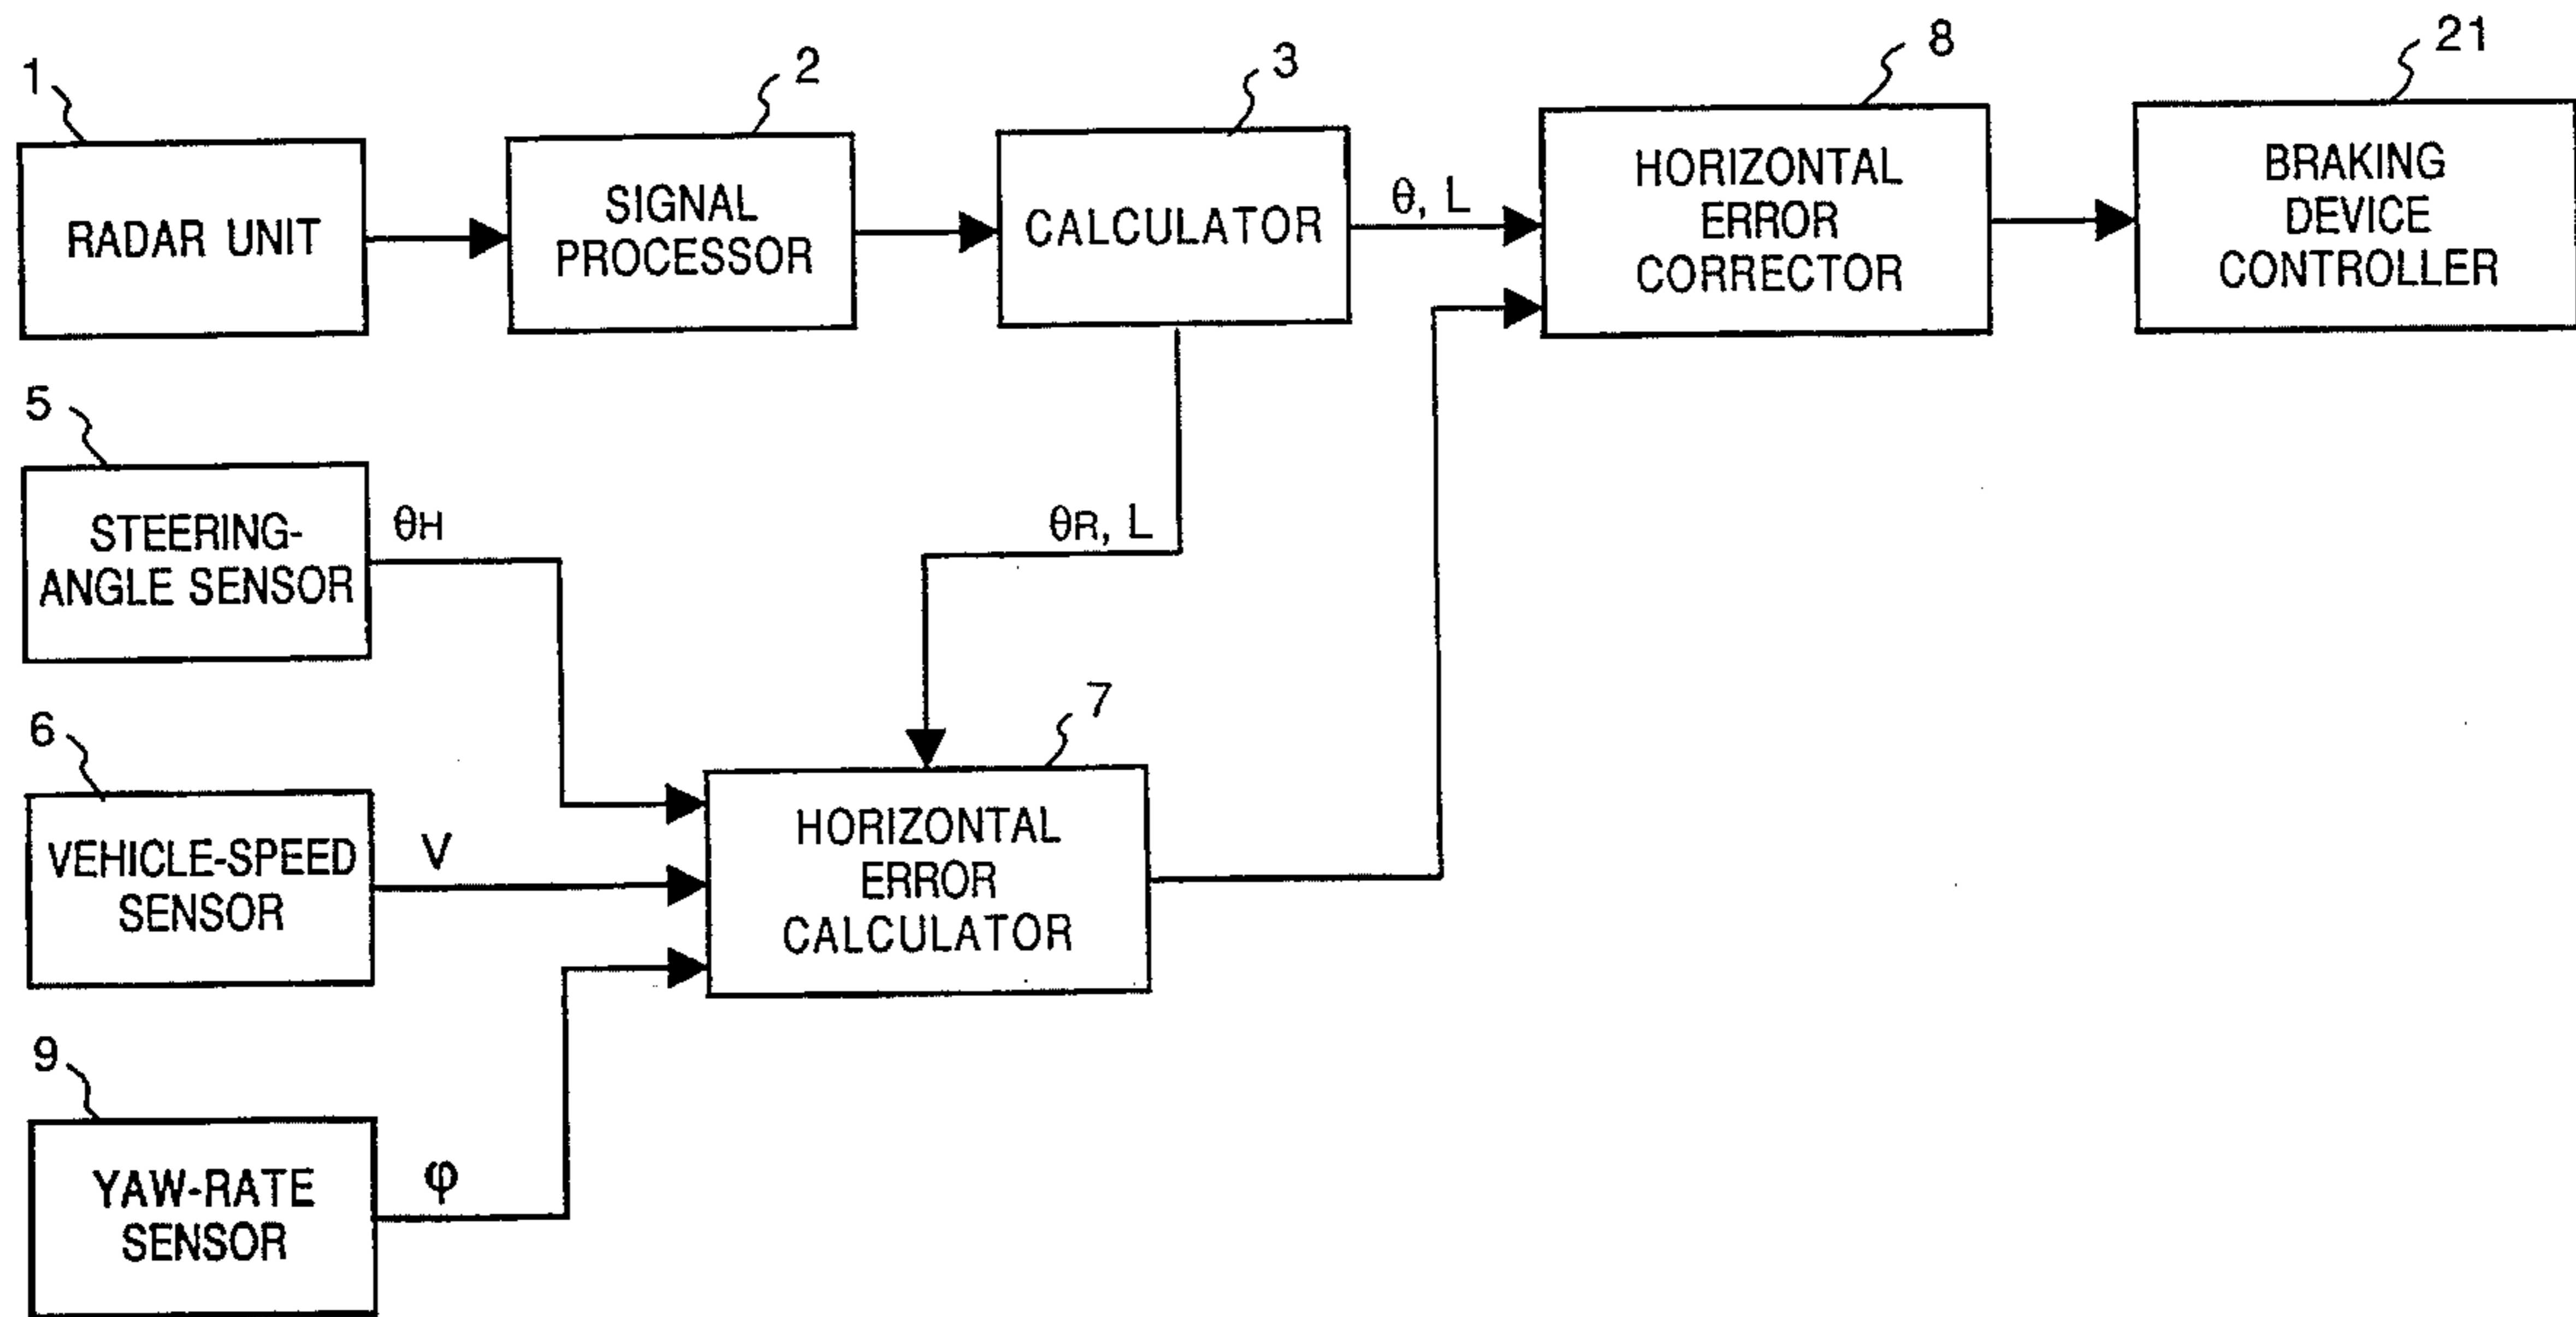 1
2
3
8
21
RADAR UNIT
SIGNAL
PROCESSOR
CALCULATOR
θ, L
HORIZONTAL
ERROR
CORRECTOR
BRAKING
DEVICE
CONTROLLER
5
STEERING-
ANGLE SENSOR
θH
θR, L
6
VEHICLE-SPEED
SENSOR
V
7
HORIZONTAL
ERROR
CALCULATOR
9
YAW-RATE
SENSOR
φ